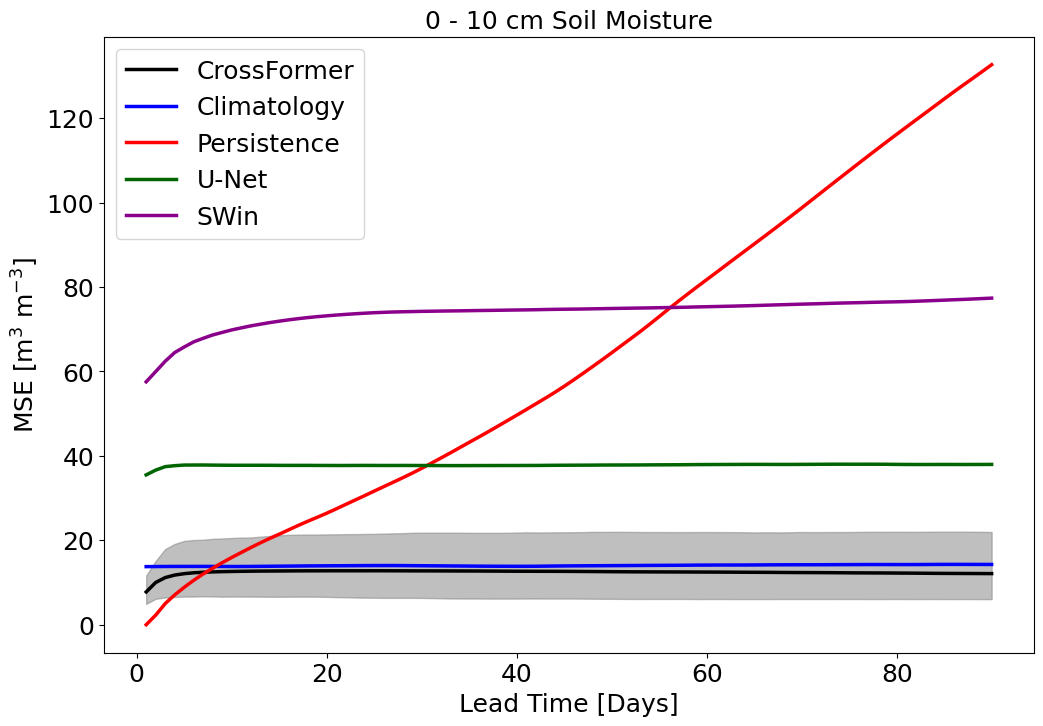 0 - 10 cm Soil Moisture
CrossFormer
Climatology
Persistence
U-Net
SWin
MSE [m³ m⁻³]
120
100
80
60
40
20
0
0 20 40 60 80
Lead Time [Days]